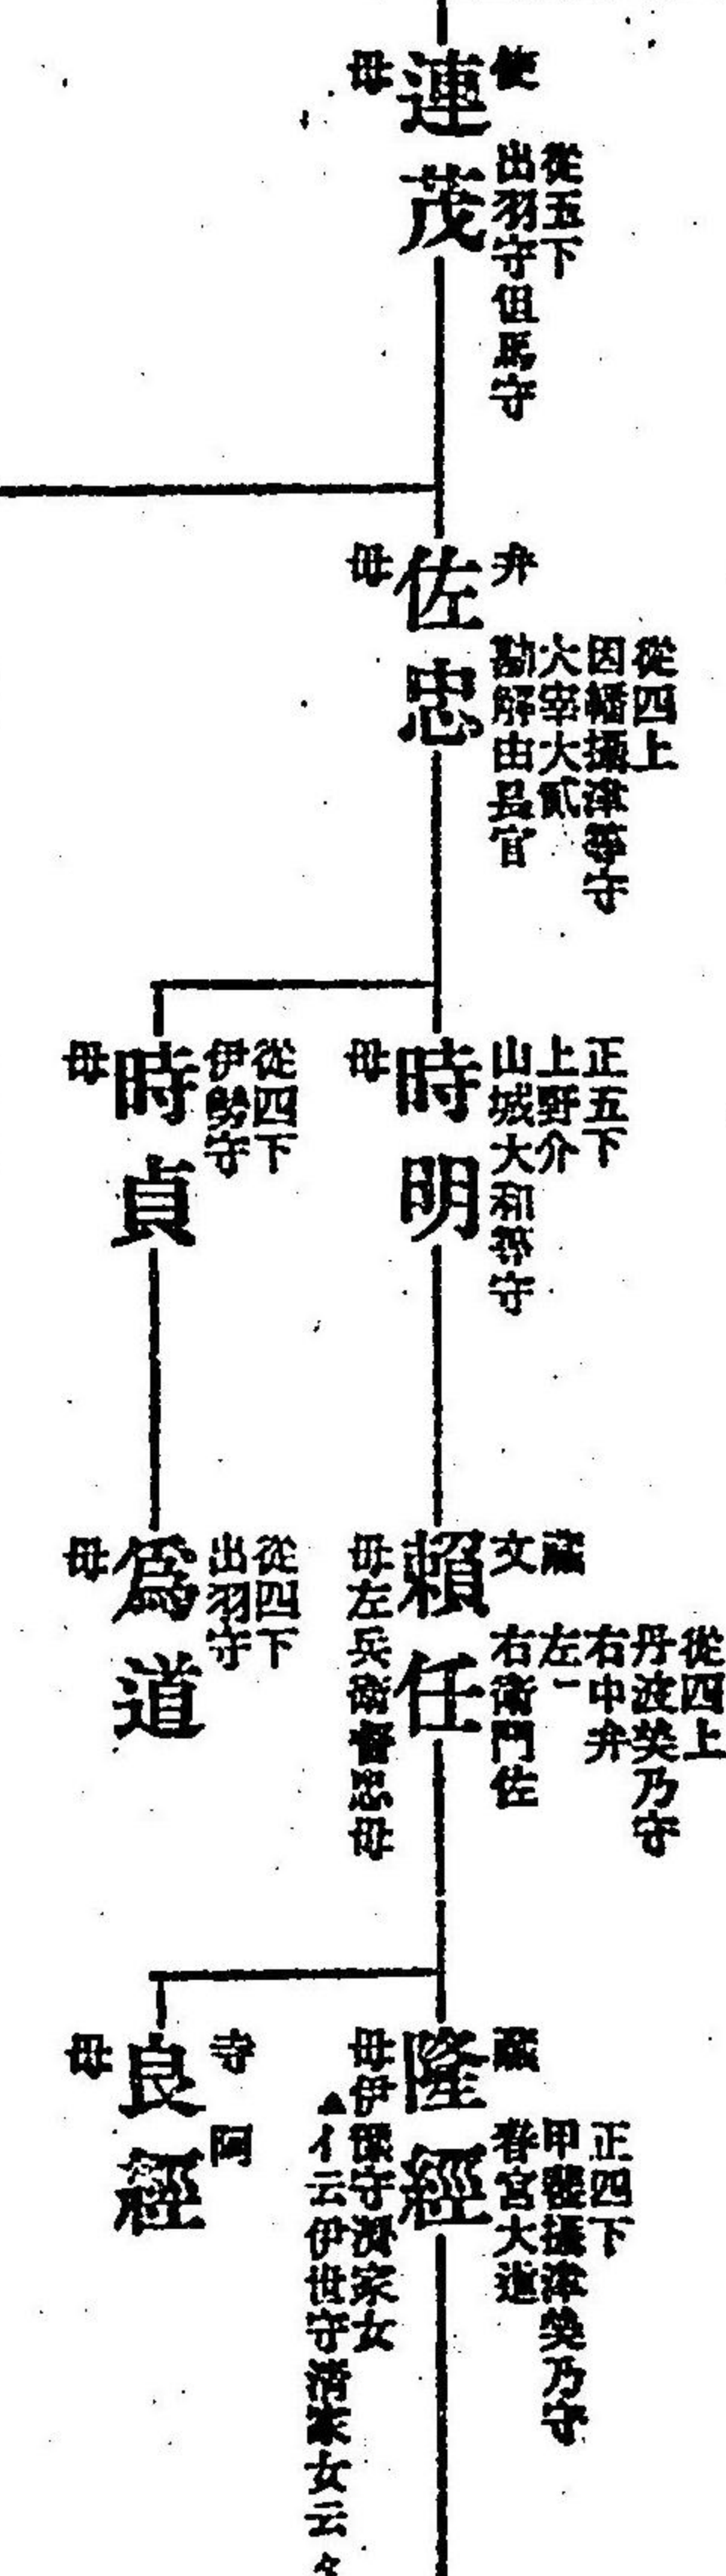 使
從五下
出羽守但馬守
連茂
母
弁
從四上
因幡攝津等守
大宰大貳
勘解由長官
佐忠
母
正五下
上野介
山城大和等守
時明
母
從四下
伊勢守
時貞
母
藏
文
從四上
丹波美乃守
右中弁
左一
右衛門佐
頼任
母左兵衛督忠母
從四下
出羽守
爲道
母
藏
正四下
甲斐攝津美乃守
春宮大進
隆經
母伊豫守濟家女
▲イ云伊世守清家女云々
寺
阿
良經
母